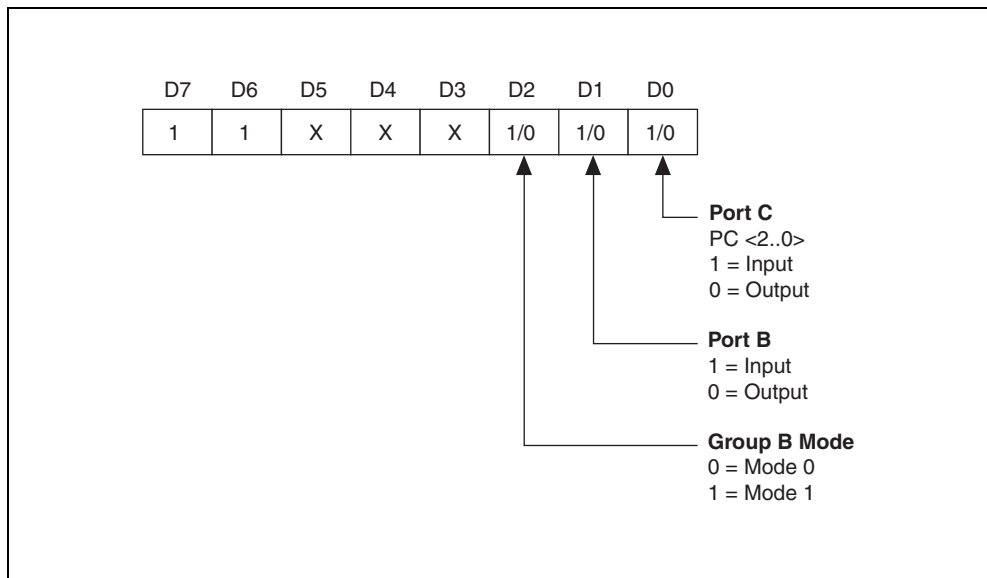 D7 D6 D5 D4 D3 D2 D1 D0
1 1 X X X 1/0 1/0 1/0
Port C
PC <2..0>
1 = Input
0 = Output
Port B
1 = Input
0 = Output
Group B Mode
0 = Mode 0
1 = Mode 1